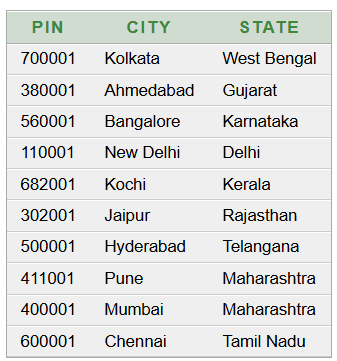 PIN CITY STATE
700001 Kolkata West Bengal
380001 Ahmedabad Gujarat
560001 Bangalore Karnataka
110001 New Delhi Delhi
682001 Kochi Kerala
302001 Jaipur Rajasthan
500001 Hyderabad Telangana
411001 Pune Maharashtra
400001 Mumbai Maharashtra
600001 Chennai Tamil Nadu